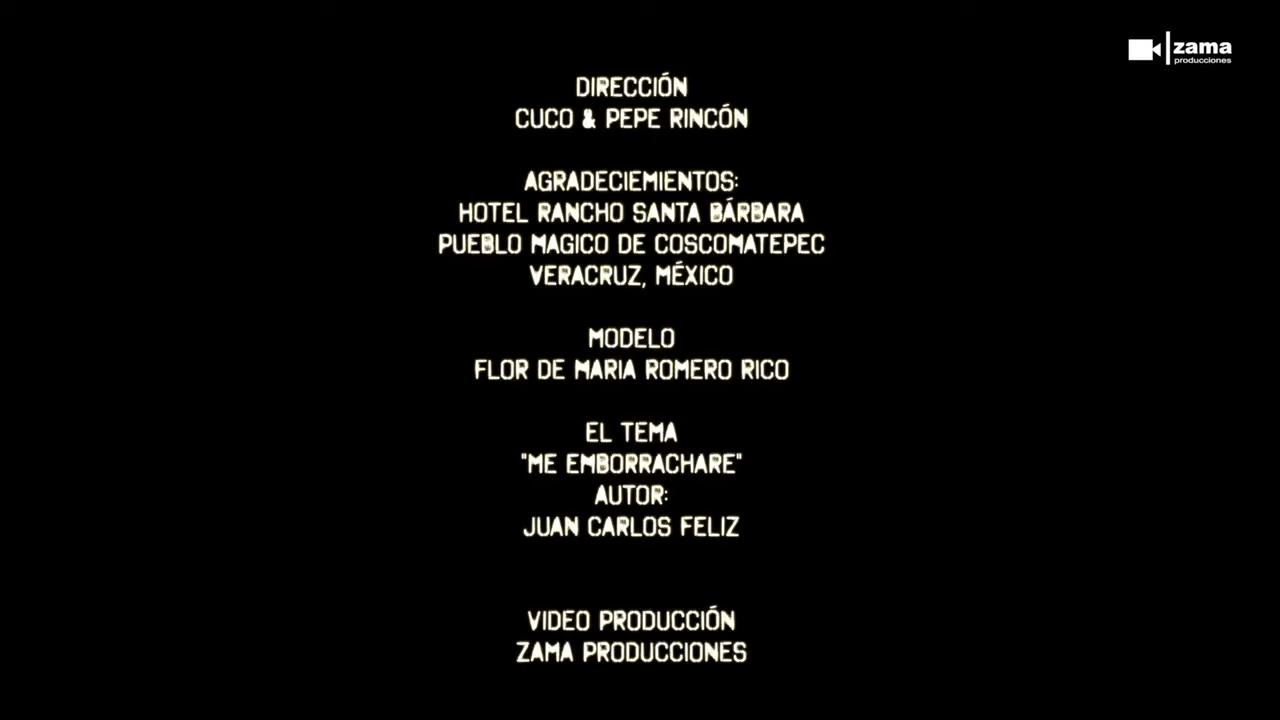 zama
producciones
DIRECCIÓN
CUCO & PEPE RINCÓN
AGRADECIEMIENTOS:
HOTEL RANCHO SANTA BÁRBARA
PUEBLO MAGICO DE COSCOMATEPEC
VERACRUZ, MÉXICO
MODELO
FLOR DE MARIA ROMERO RICO
EL TEMA
"ME EMBORRACHARE"
AUTOR:
JUAN CARLOS FELIZ
VIDEO PRODUCCIÓN
ZAMA PRODUCCIONES